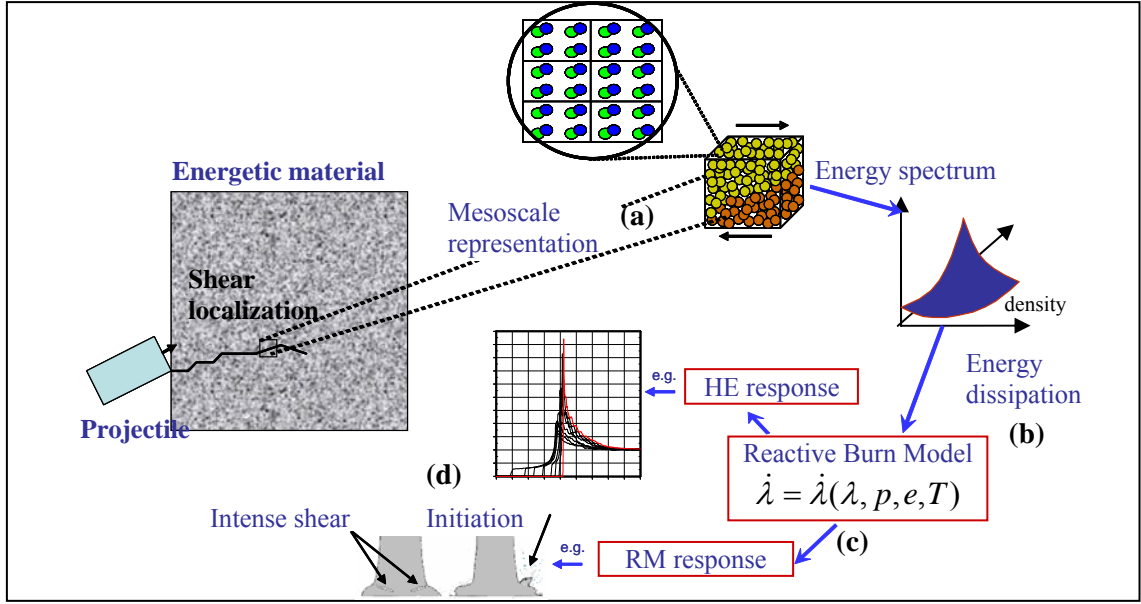 Energetic material
Mesoscale
representation
(a)
Energy spectrum
density
Shear
localization
Projectile
Energy
dissipation
(b)
e.g.
HE response
Reactive Burn Model
λ̇ = λ̇(λ, p, e, T)
(c)
(d)
Intense shear
Initiation
e.g.
RM response